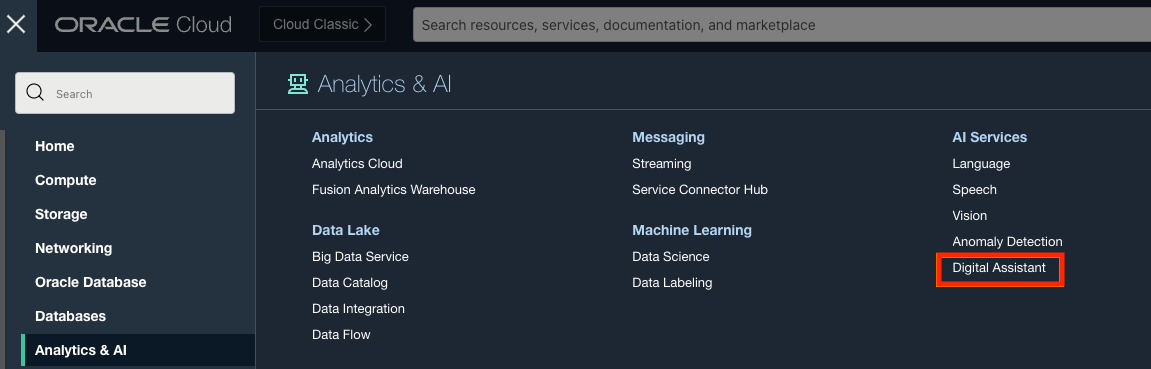 ORACLE Cloud
Cloud Classic
Search resources, services, documentation, and marketplace
Search
Home
Compute
Storage
Networking
Oracle Database
Databases
Analytics & AI
Analytics & AI
Analytics
Analytics Cloud
Fusion Analytics Warehouse
Data Lake
Big Data Service
Data Catalog
Data Integration
Data Flow
Messaging
Streaming
Service Connector Hub
Machine Learning
Data Science
Data Labeling
AI Services
Language
Speech
Vision
Anomaly Detection
Digital Assistant